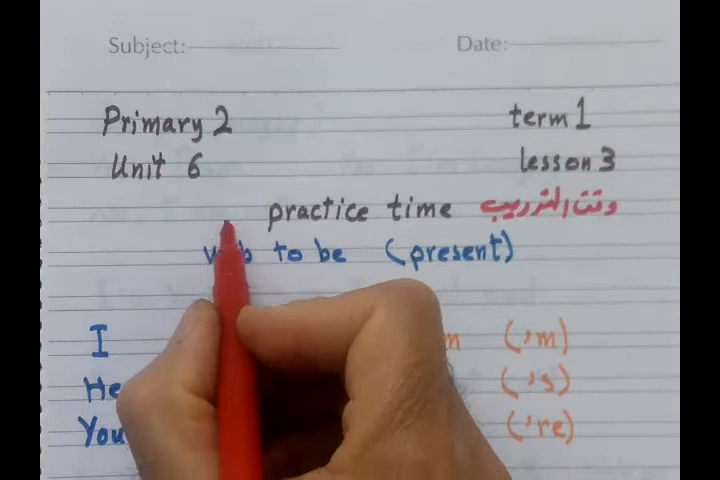 Subject: Date:
Primary 2 term 1
Unit 6 lesson 3
practice time وقت التدريب
to be (present)
I ('m)
He ('s)
You ('re)